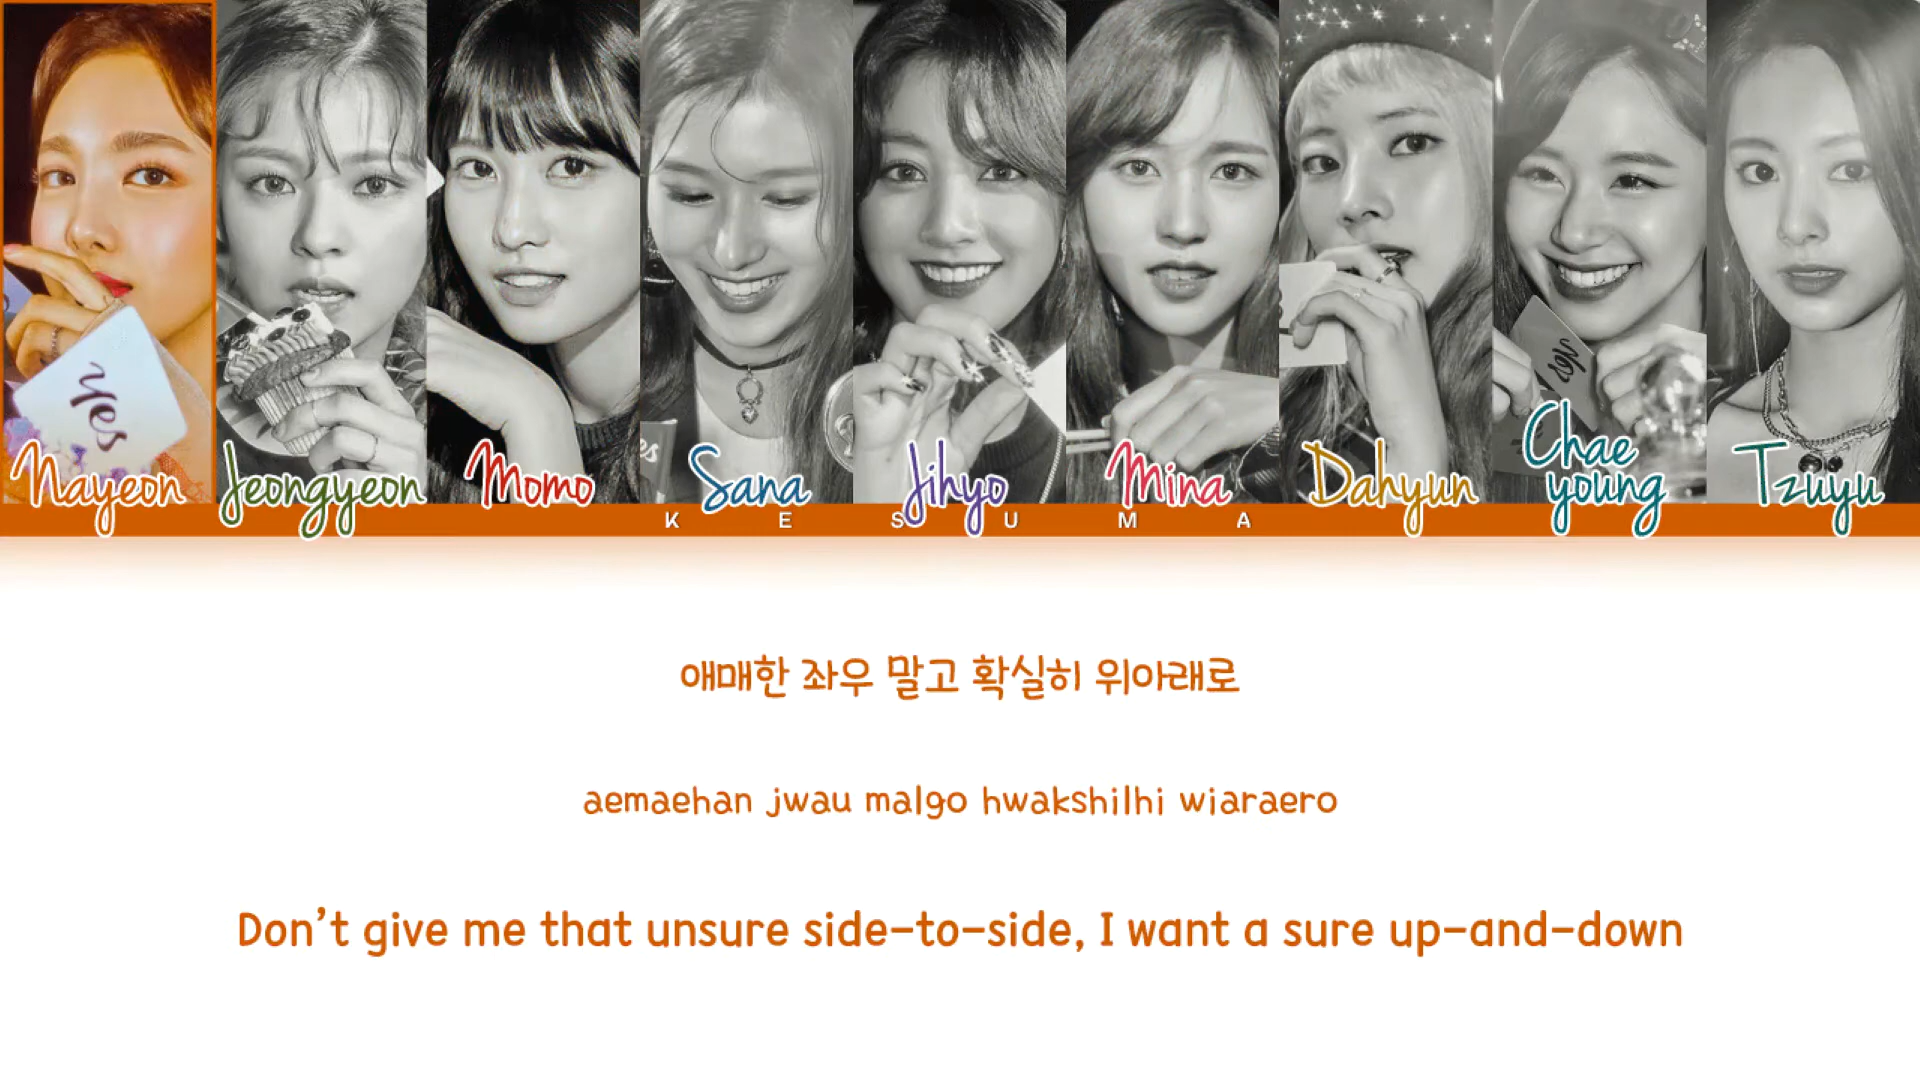 yes
yes
Nayeon Jeongyeon Momo Sana Jihyo Mina Dahyun Chae young Tzuyu
K E S U M A
애매한 좌우 말고 확실히 위아래로
aemaehan jwau malgo hwakshilhi wiaraero
Don't give me that unsure side-to-side, I want a sure up-and-down